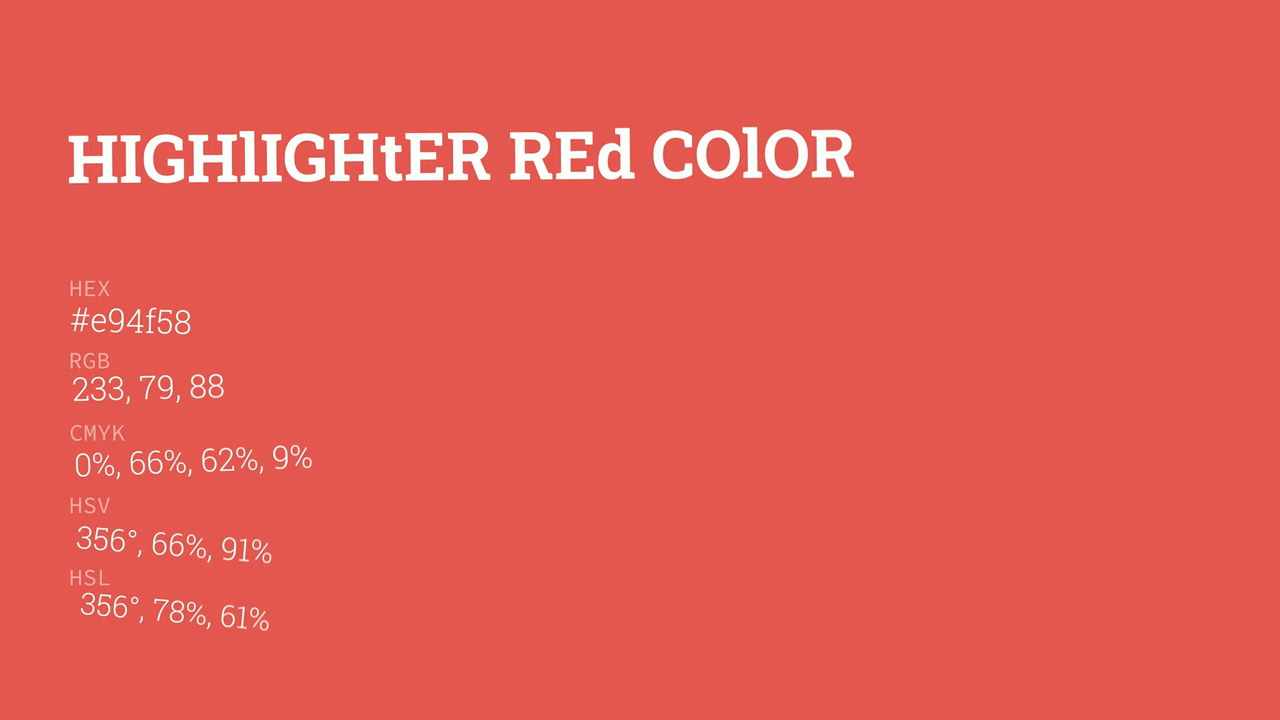 HIGHlIGHtER REd COlOR
HEX
#e94f58
RGB
233, 79, 88
CMYK
0%, 66%, 62%, 9%
HSV
356°, 66%, 91%
HSL
356°, 78%, 61%